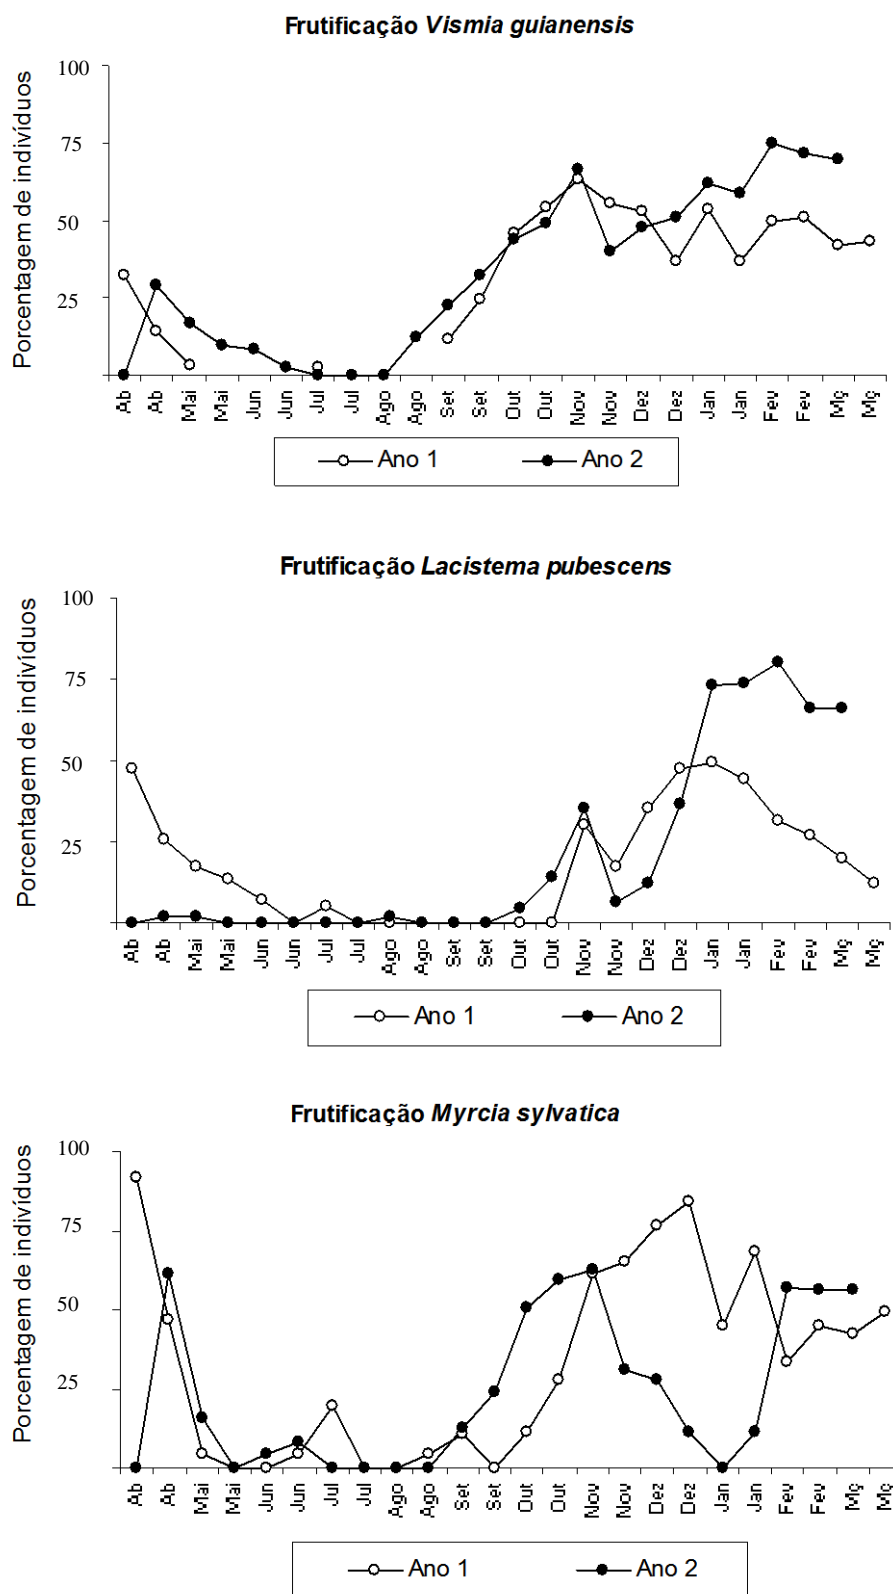 Frutificação Vismia guianensis
Porcentagem de indivíduos
100
75
50
25
Ab Ab Mai Mai Jun Jun Jul Jul Ago Ago Set Set Out Out Nov Nov Dez Dez Jan Jan Fev Fev Mç Mç
Ano 1 Ano 2
Frutificação Lacistema pubescens
Porcentagem de indivíduos
100
75
50
25
Ab Ab Mai Mai Jun Jun Jul Jul Ago Ago Set Set Out Out Nov Nov Dez Dez Jan Jan Fev Fev Mç Mç
Ano 1 Ano 2
Frutificação Myrcia sylvatica
Porcentagem de indivíduos
100
75
50
25
Ab Ab Mai Mai Jun Jun Jul Jul Ago Ago Set Set Out Out Nov Nov Dez Dez Jan Jan Fev Fev Mç Mç
Ano 1 Ano 2